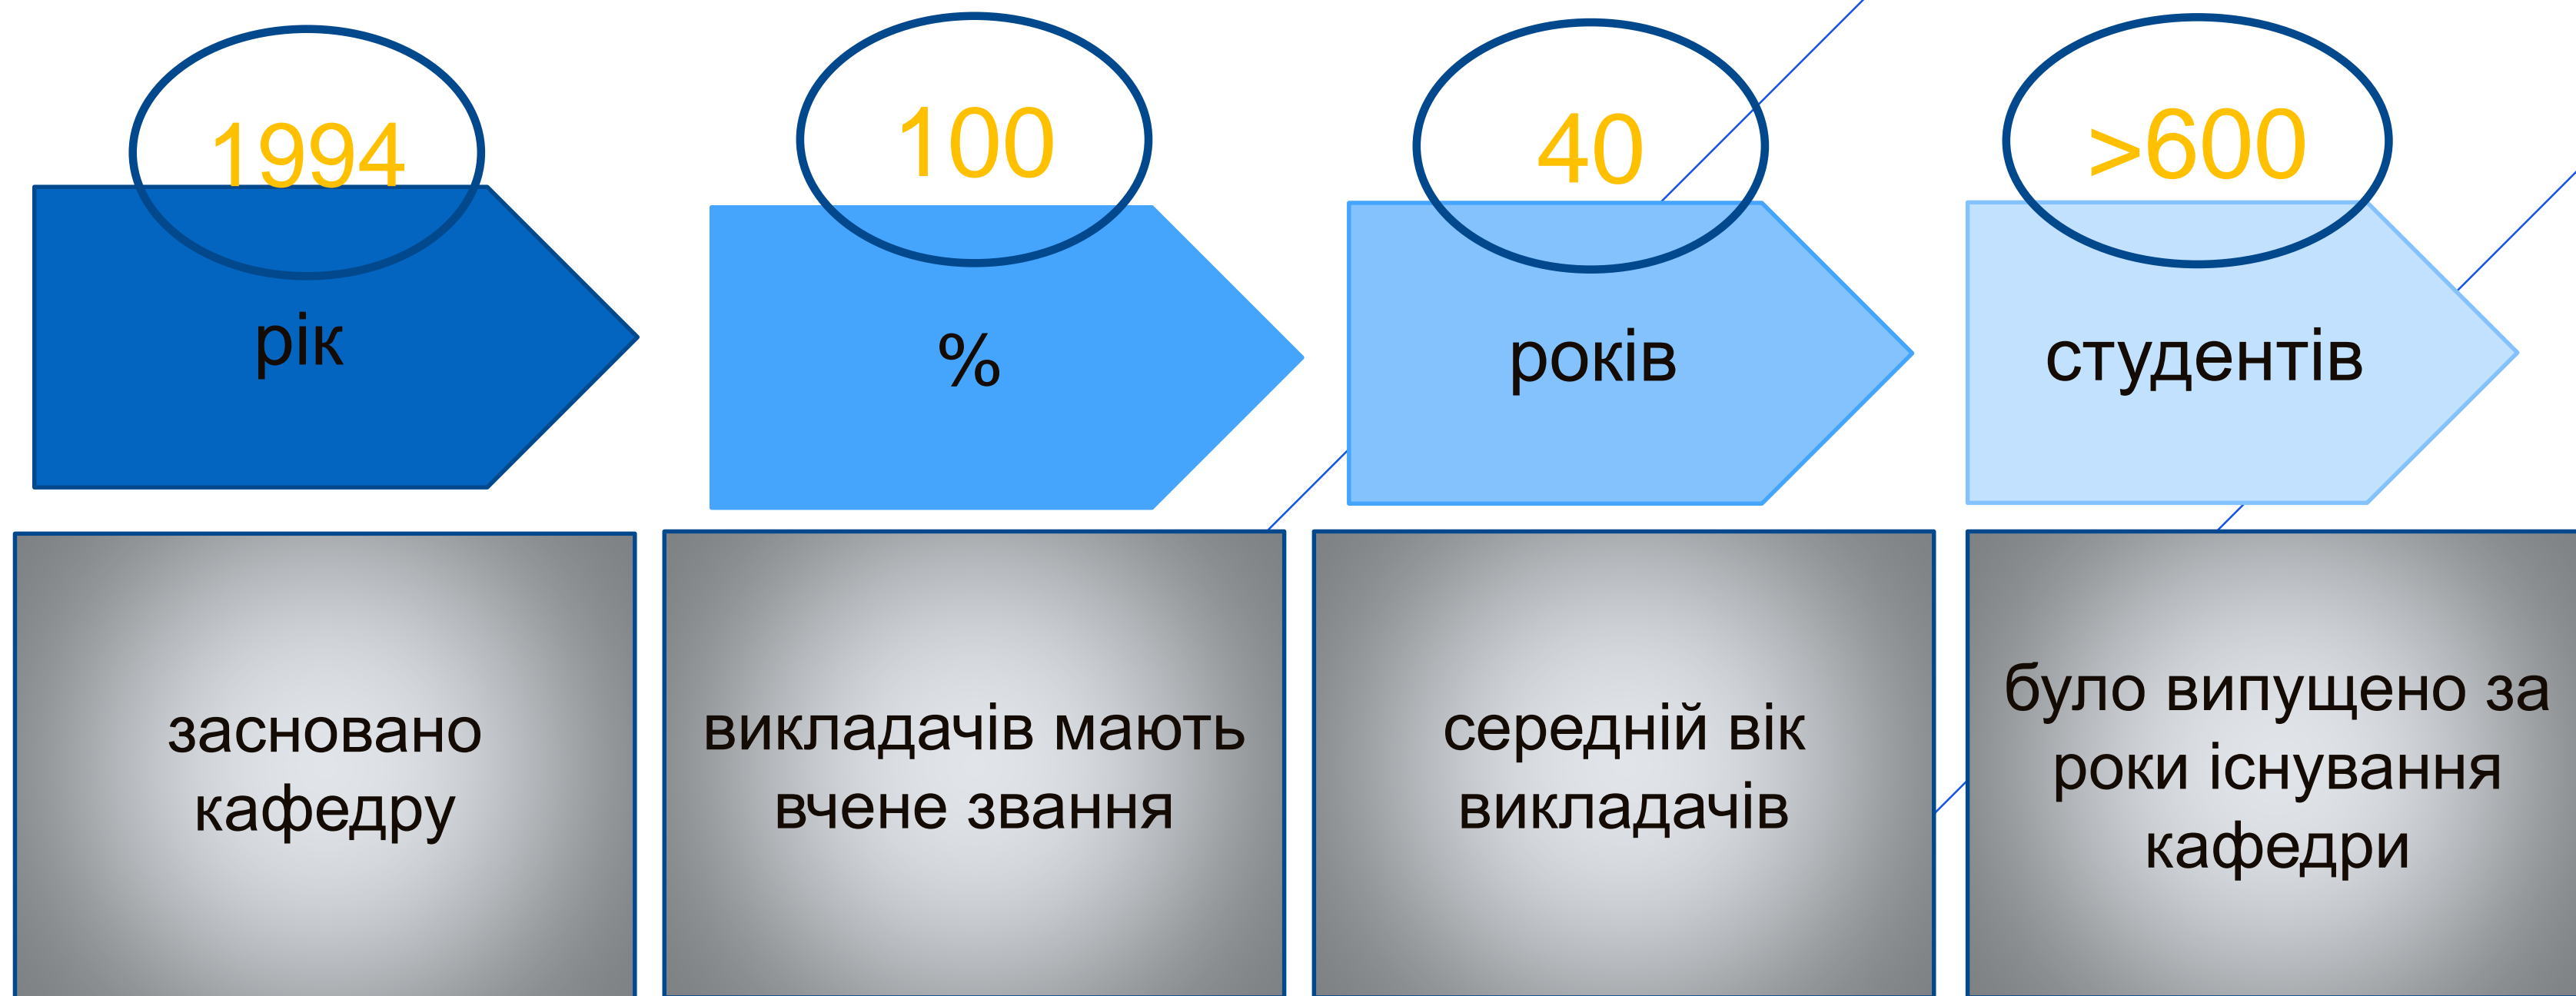 1994
рік
засновано
кафедру
100
%
викладачів мають
вчене звання
40
років
середній вік
викладачів
>600
студентів
було випущено за
роки існування
кафедри